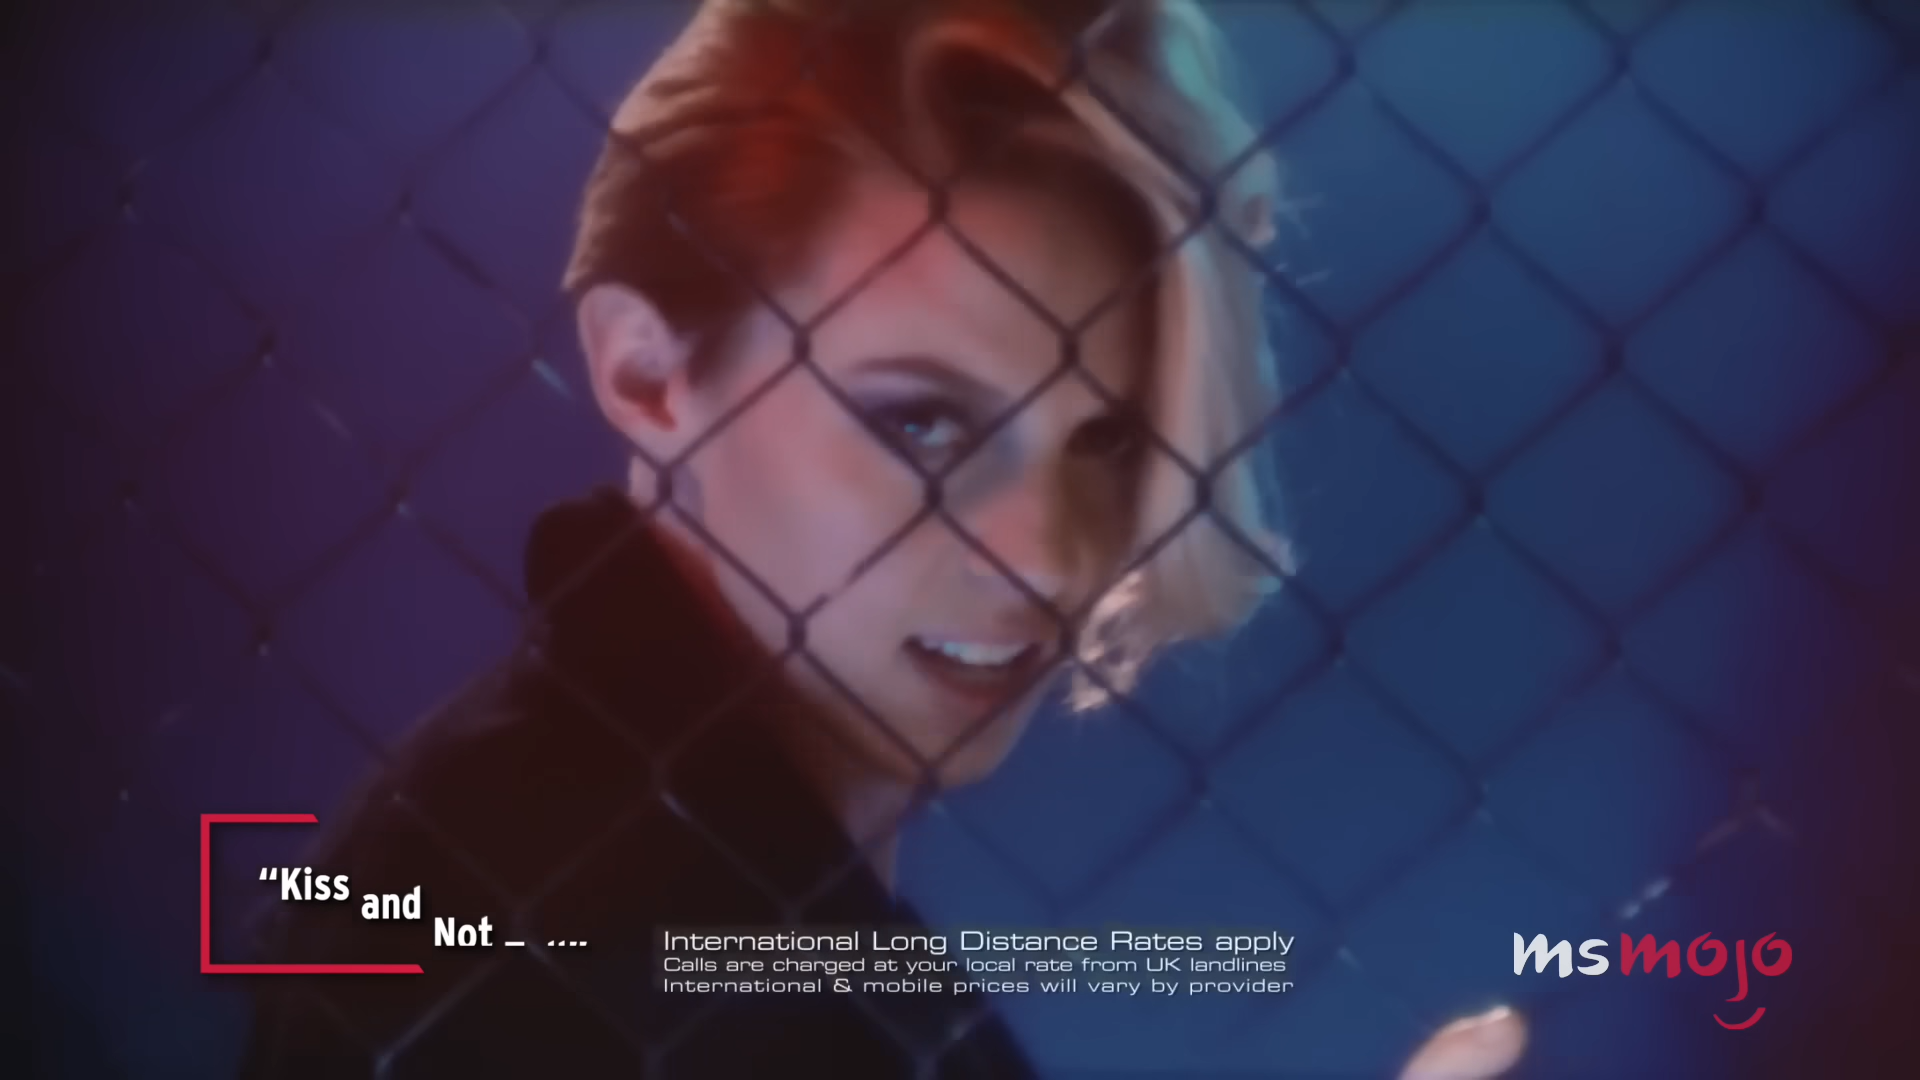 “Kiss and Not
International Long Distance Rates apply
Calls are charged at your local rate from UK landlines
International & mobile prices will vary by provider
msmojo